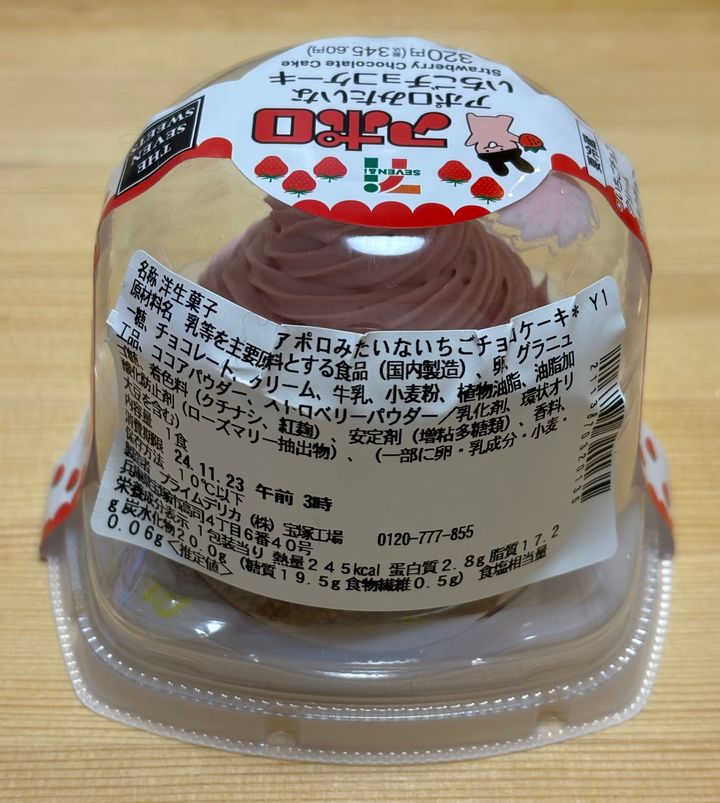 320円(税込345.60円)
Strawberry Chocolate Cake
いちごチョコケーキ
アポロみたいな
アポロ
THE
SEVEN
SWEETS
SEVEN&i
名称 洋生菓子 アポロみたいないちごチョコケーキ* Y1
原材料名 乳等を主要原料とする食品(国内製造)、卵、グラニュ
ー糖、チョコレート、クリーム、牛乳、小麦粉、植物油脂、油脂加
工品、ココアパウダー、ストロベリーパウダー/乳化剤、環状オリ
ゴ糖、着色料(クチナシ、紅麹)、安定剤(増粘多糖類)、香料、
酸化防止剤(ローズマリー抽出物)、(一部に卵・乳成分・小麦・
大豆を含む)
内容量 1食
消費期限 24.11.23 午前 3時
保存方法 10℃以下
製造者 プライムデリカ(株)宝塚工場 0120-777-855
4丁目6番40号
栄養成分表示 1包装当り 熱量245kcal 蛋白質2.8g 脂質17.2
g 炭水化物20.0g (糖質19.5g 食物繊維0.5g) 食塩相当量
0.06g <推定値>